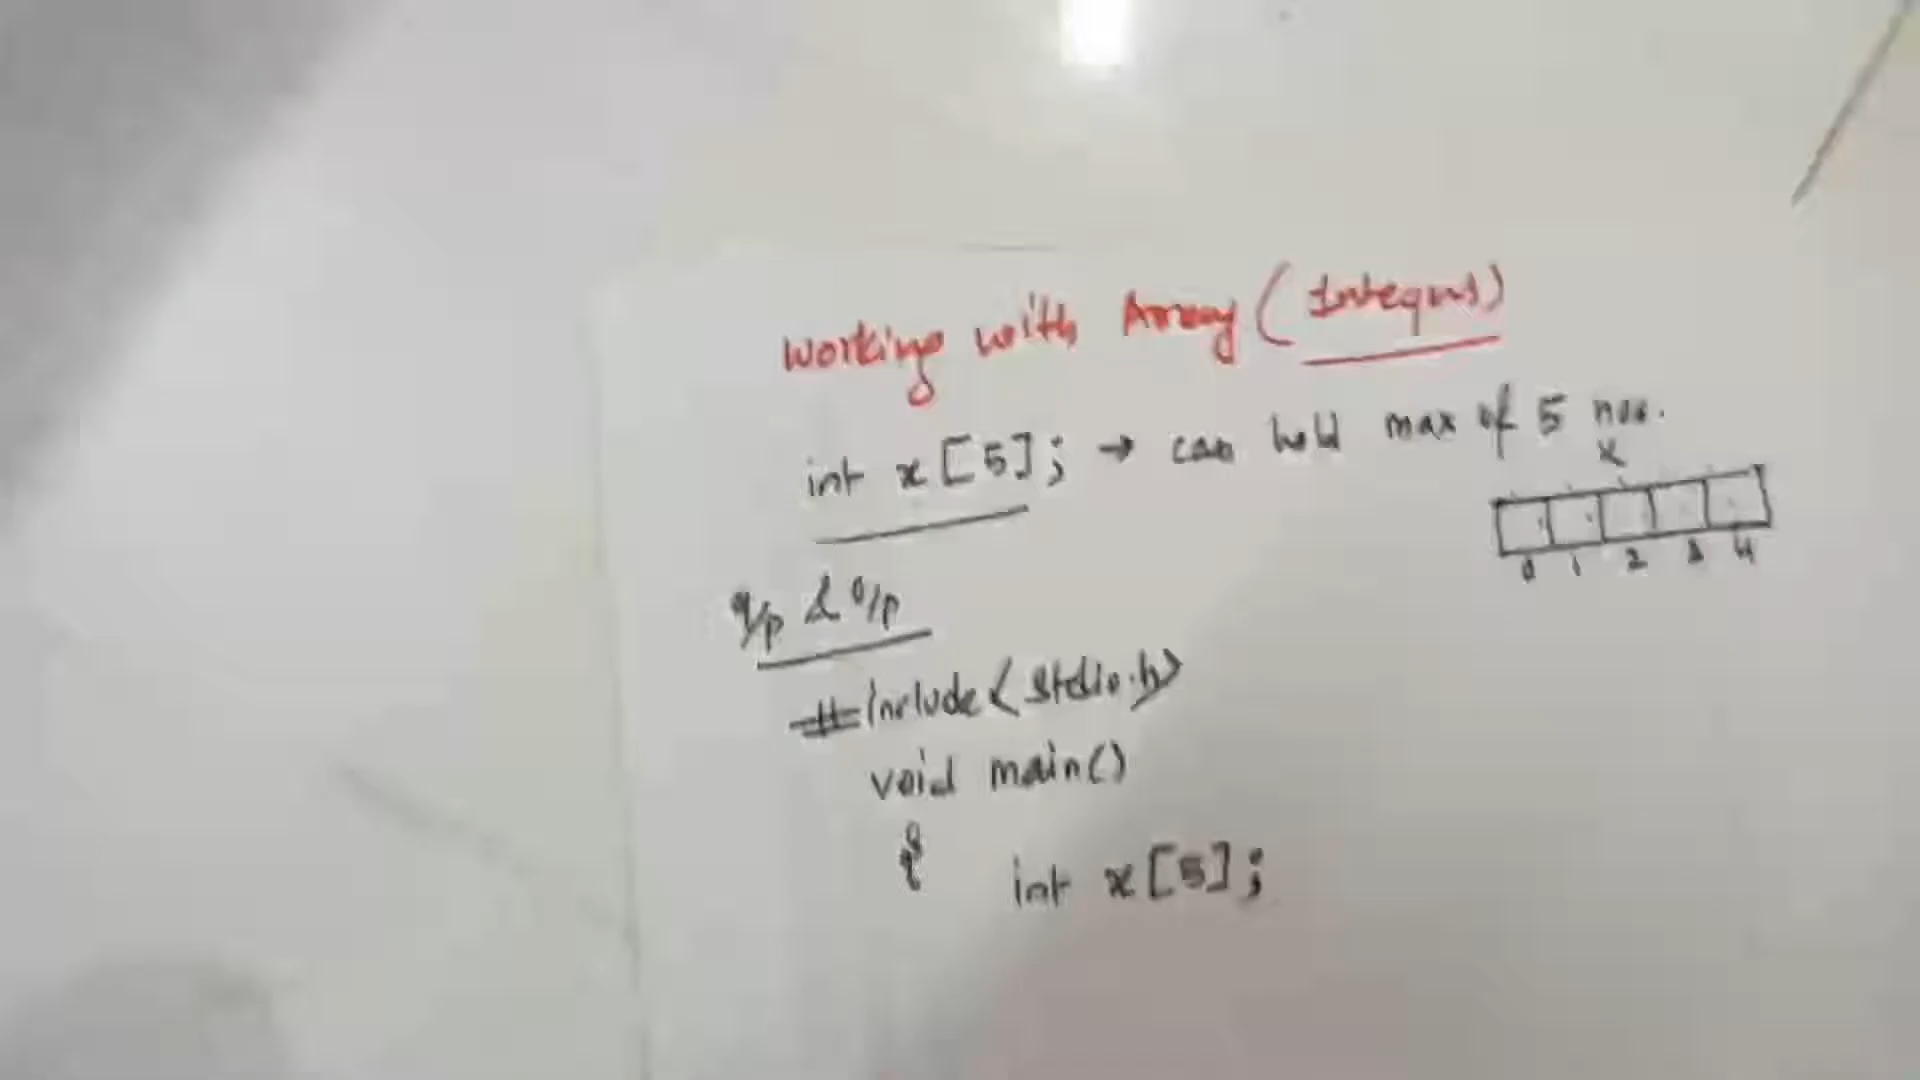 Working with Array (Integers)
int x[5]; → can hold max of 5 nos.
x
0 1 2 3 4
I/p & O/p
#include<stdio.h>
void main()
{ int x[5];